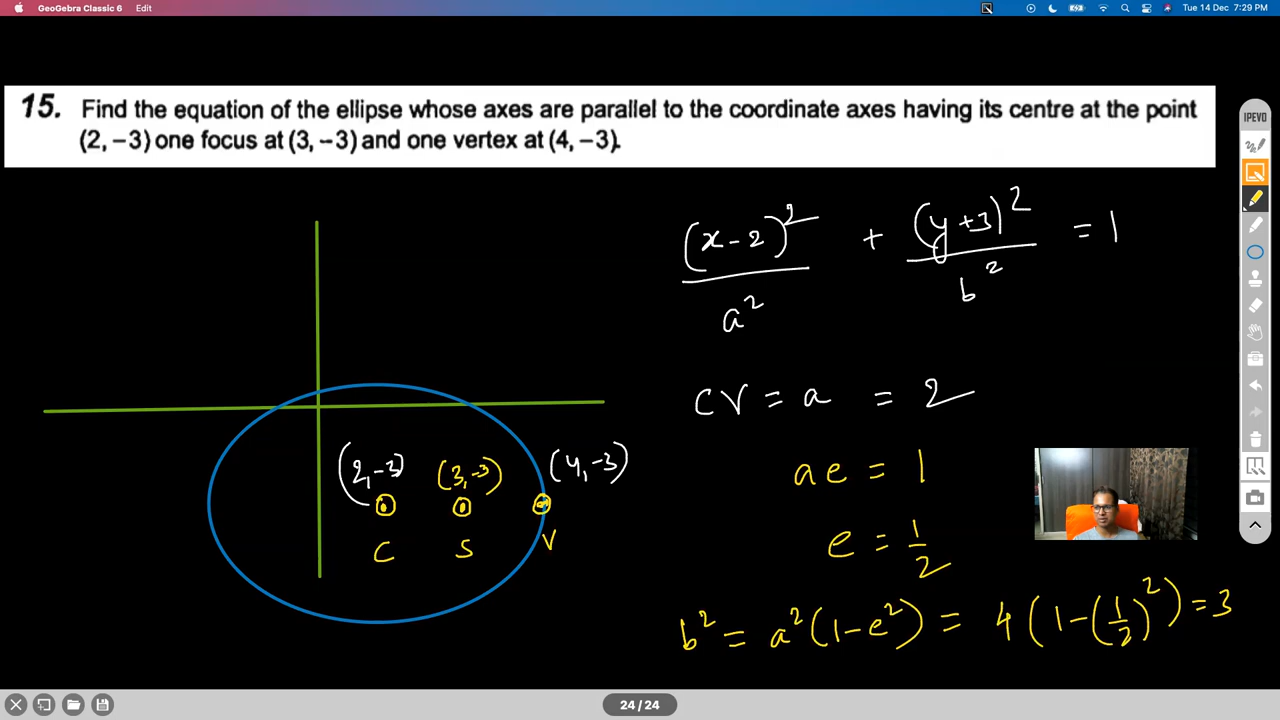 GeoGebra Classic 6 Edit Tue 14 Dec 7:29 PM
15. Find the equation of the ellipse whose axes are parallel to the coordinate axes having its centre at the point
(2, −3) one focus at (3, −3) and one vertex at (4, −3).
IPEVO
(x-2)²/a² + (y+3)²/b² = 1
CV = a = 2
(2,-3) (3,-3) (4,-3)
ae = 1
C S V
e = 1/2
b² = a²(1-e²) = 4(1-(1/2)²) = 3
24 / 24